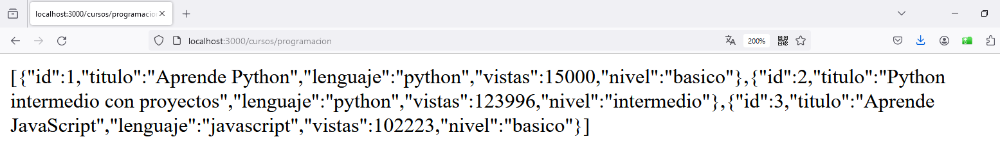 localhost:3000/cursos/programacion
localhost:3000/cursos/programacion
200%
[{"id":1,"titulo":"Aprende Python","lenguaje":"python","vistas":15000,"nivel":"basico"},{"id":2,"titulo":"Python
intermedio con proyectos","lenguaje":"python","vistas":123996,"nivel":"intermedio"},{"id":3,"titulo":"Aprende
JavaScript","lenguaje":"javascript","vistas":102223,"nivel":"basico"}]